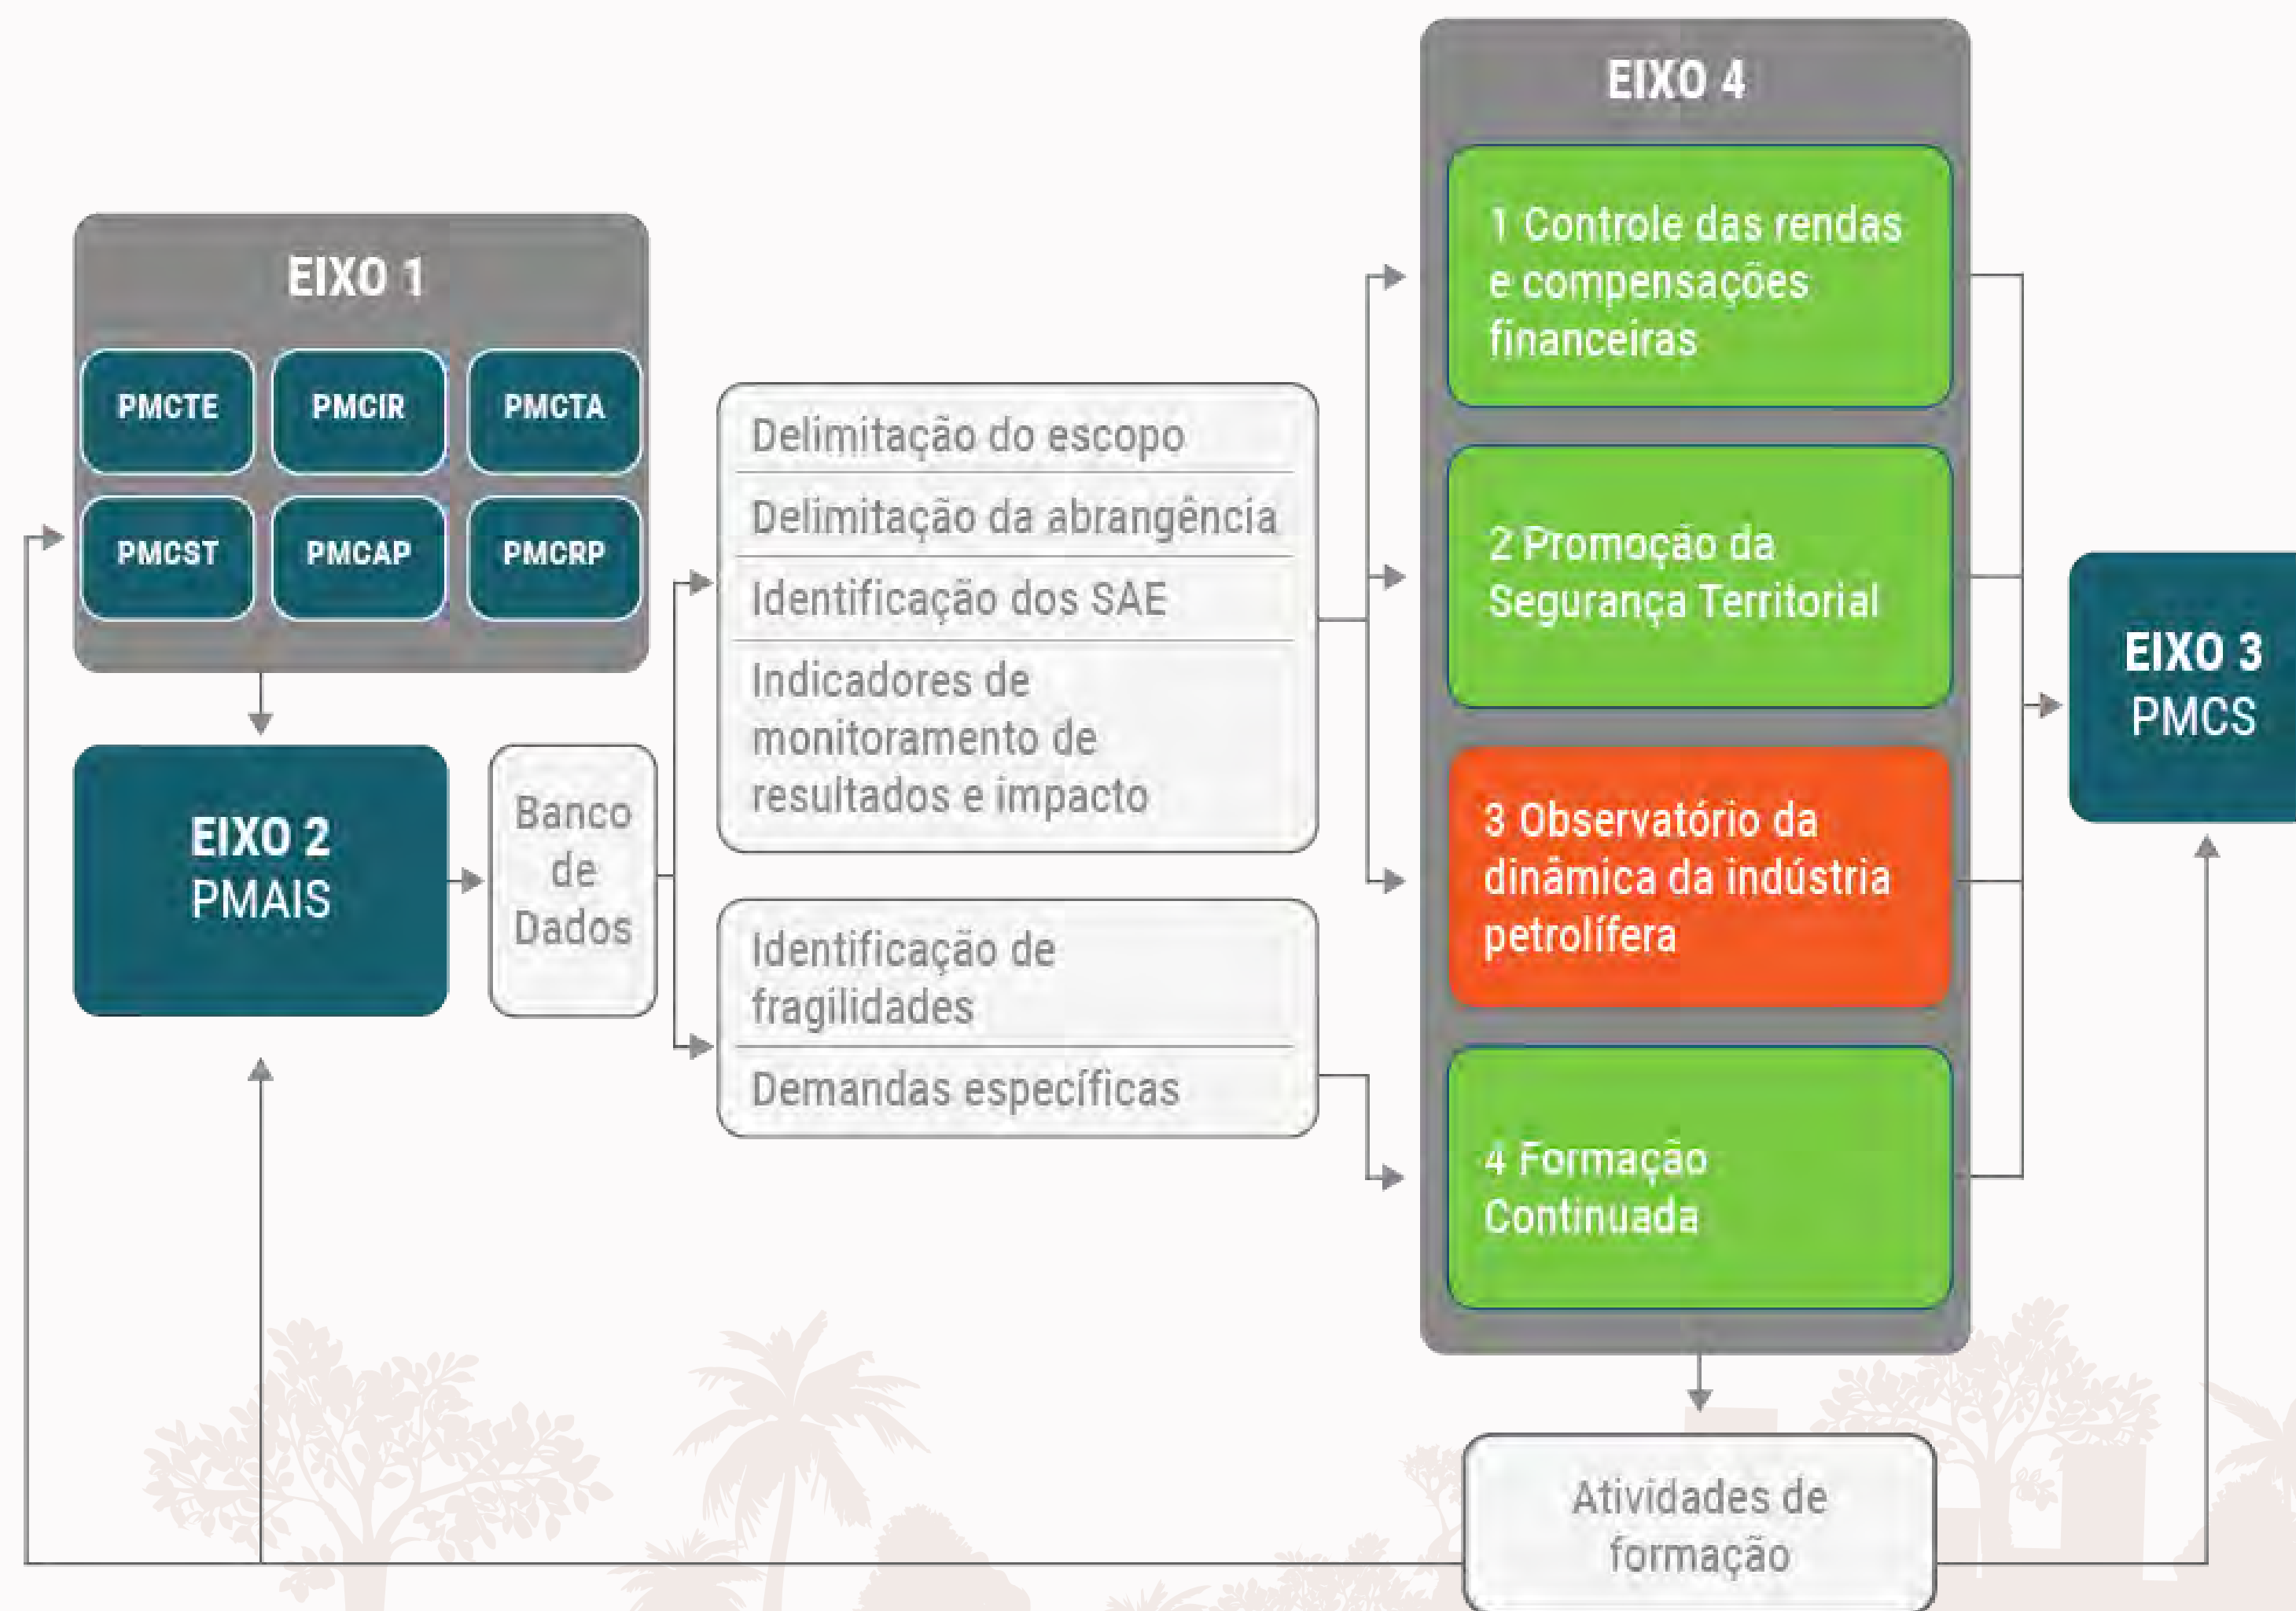 EIXO 1
PMCTE
PMCIR
PMCTA
PMCST
PMCAP
PMCRP
EIXO 2
PMAIS
Banco
de
Dados
Delimitação do escopo
Delimitação da abrangência
Identificação dos SAE
Indicadores de
monitoramento de
resultados e impacto
Identificação de
fragilidades
Demandas específicas
EIXO 4
1 Controle das rendas
e compensações
financeiras
2 Promoção da
Segurança Territorial
3 Observatório da
dinâmica da indústria
petrolífera
4 Formação
Continuada
EIXO 3
PMCS
Atividades de
formação